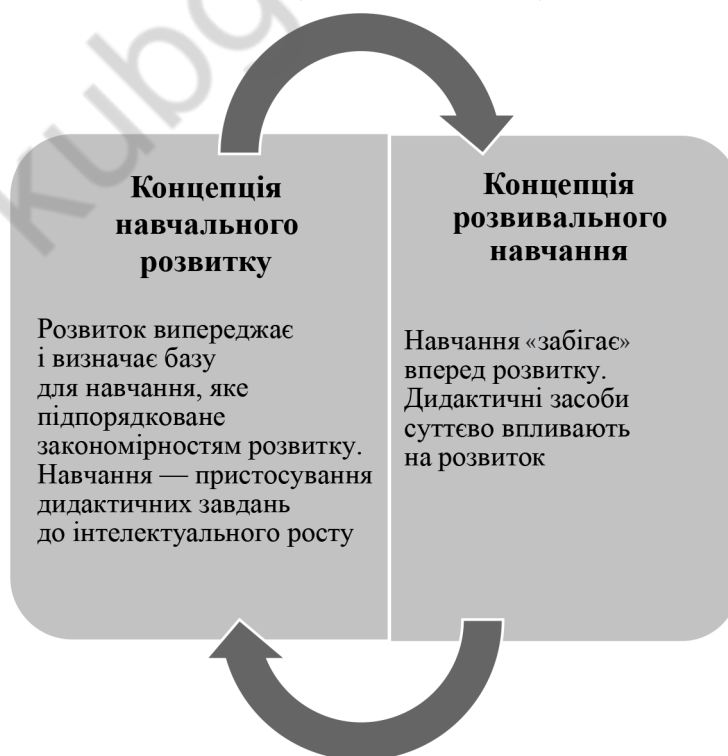 Концепція
навчального
розвитку
Розвиток випереджає
і визначає базу
для навчання, яке
підпорядковане
закономірностям розвитку.
Навчання — пристосування
дидактичних завдань
до інтелектуального росту
Концепція
розвивального
навчання
Навчання «забігає»
вперед розвитку.
Дидактичні засоби
суттєво впливають
на розвиток